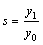 s = y₁ / y₀